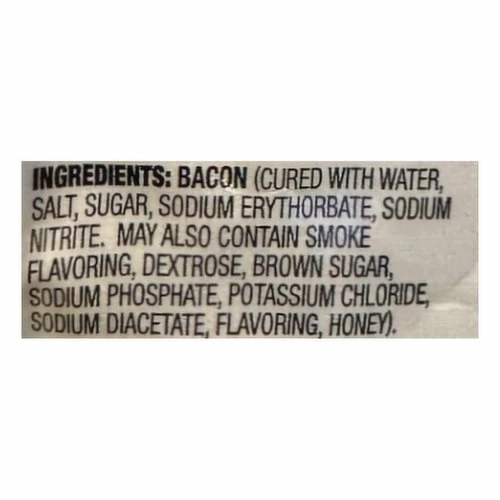 INGREDIENTS: BACON (CURED WITH WATER,
SALT, SUGAR, SODIUM ERYTHORBATE, SODIUM
NITRITE. MAY ALSO CONTAIN SMOKE
FLAVORING, DEXTROSE, BROWN SUGAR,
SODIUM PHOSPHATE, POTASSIUM CHLORIDE,
SODIUM DIACETATE, FLAVORING, HONEY).